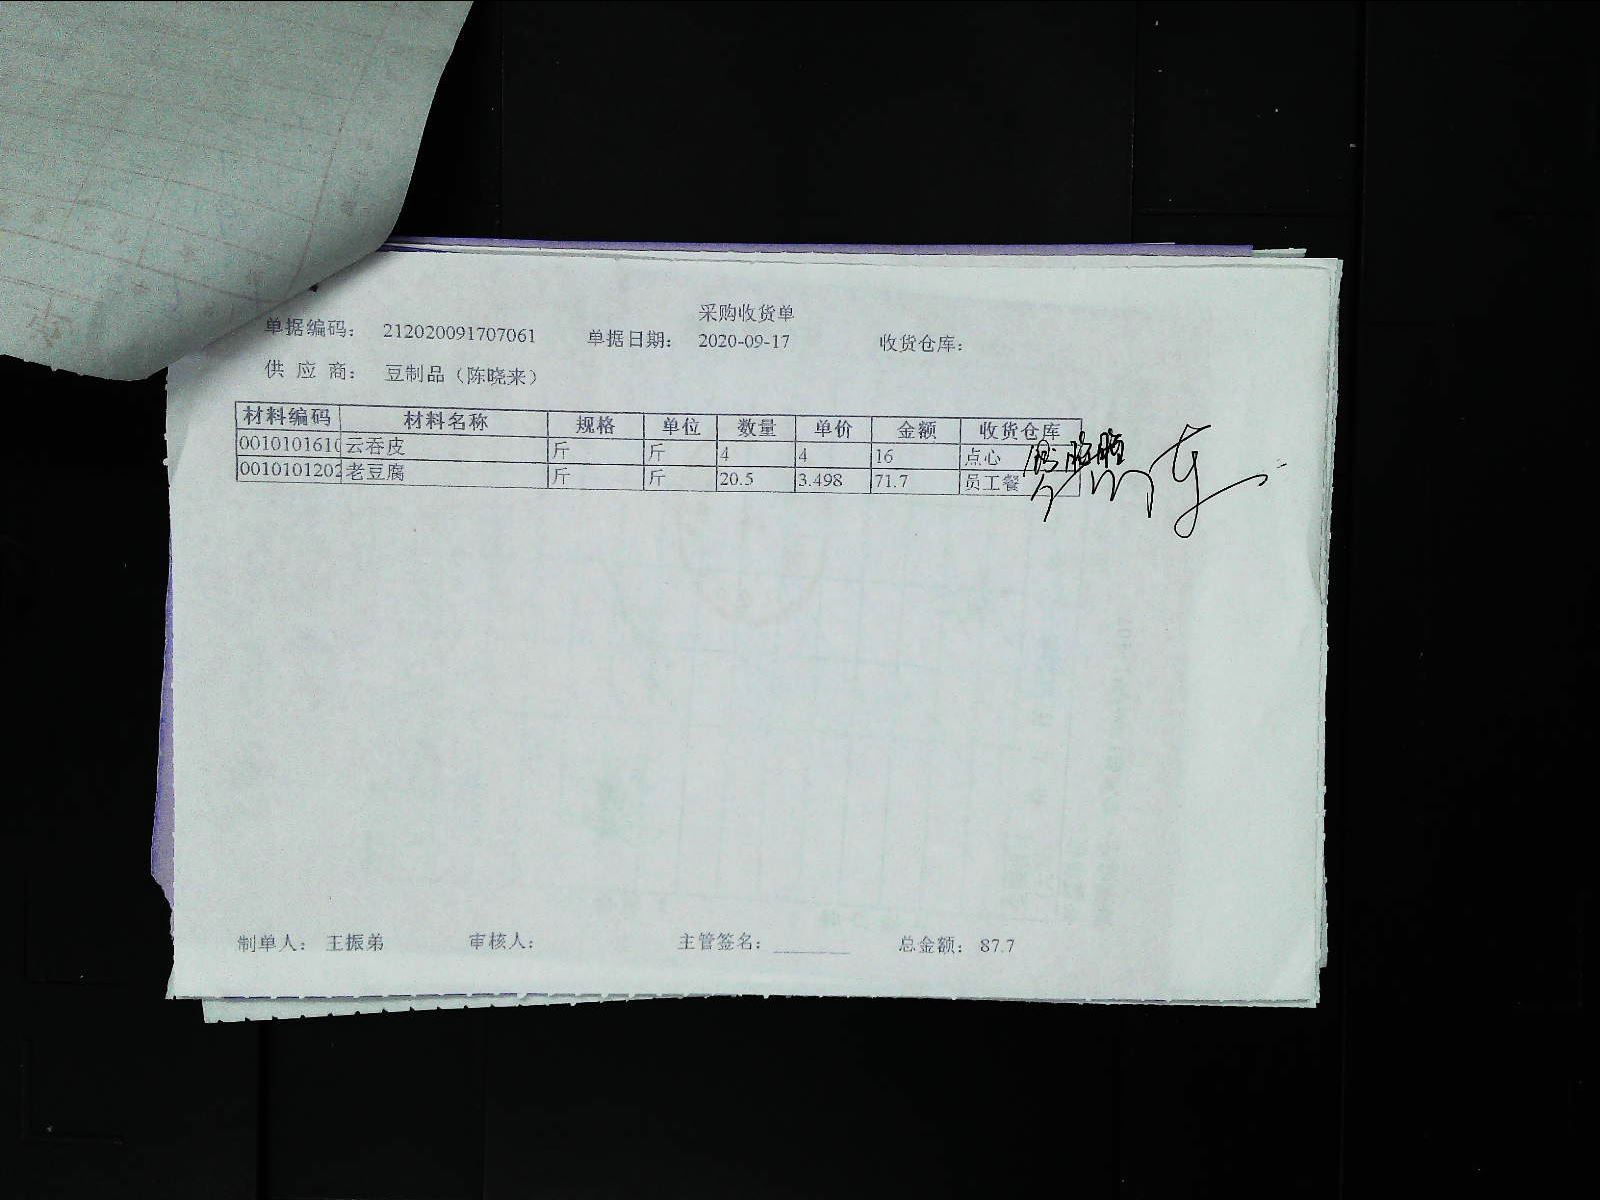 采购收货单
单据编码： 212020091707061 单据日期： 2020-09-17 收货仓库：
供 应 商： 豆制品（陈晓来）
材料编码 材料名称 规格 单位 数量 单价 金额 收货仓库
0010101610 云吞皮 斤 斤 4 4 16 点心
0010101202 老豆腐 斤 斤 20.5 3.498 71.7 员工餐
制单人： 王振弟 审核人： 主管签名： 总金额： 87.7